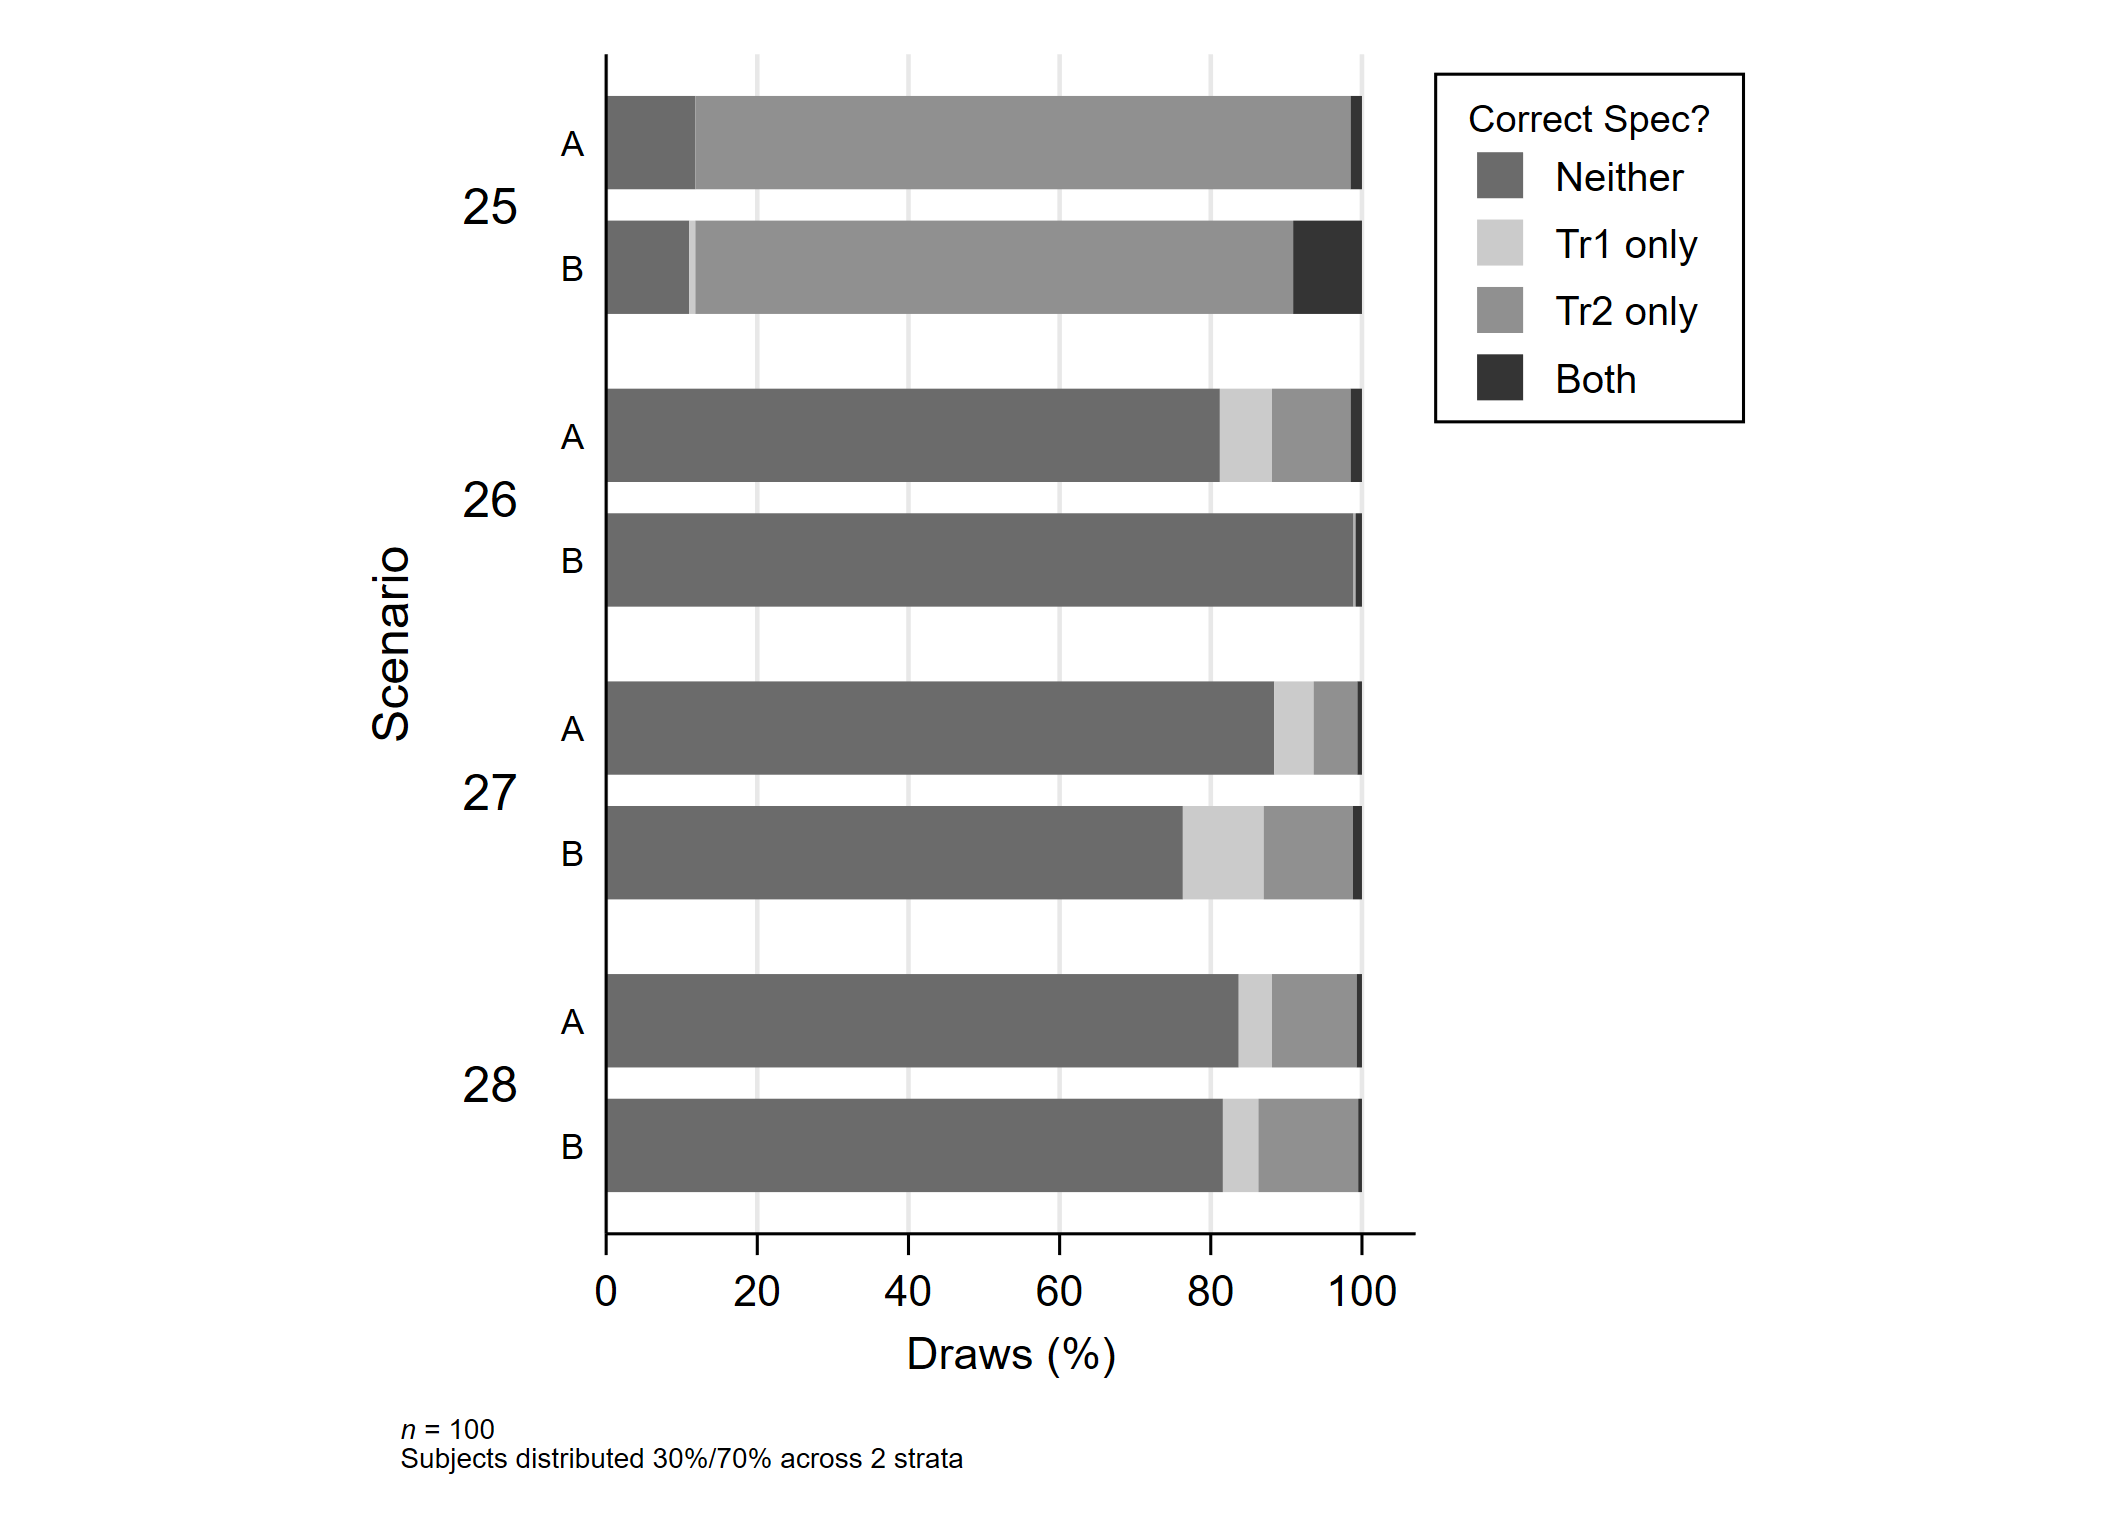 Correct Spec?
Neither
Tr1 only
Tr2 only
Both
Scenario
25
A
B
26
A
B
27
A
B
28
A
B
0 20 40 60 80 100
Draws (%)
n = 100
Subjects distributed 30%/70% across 2 strata